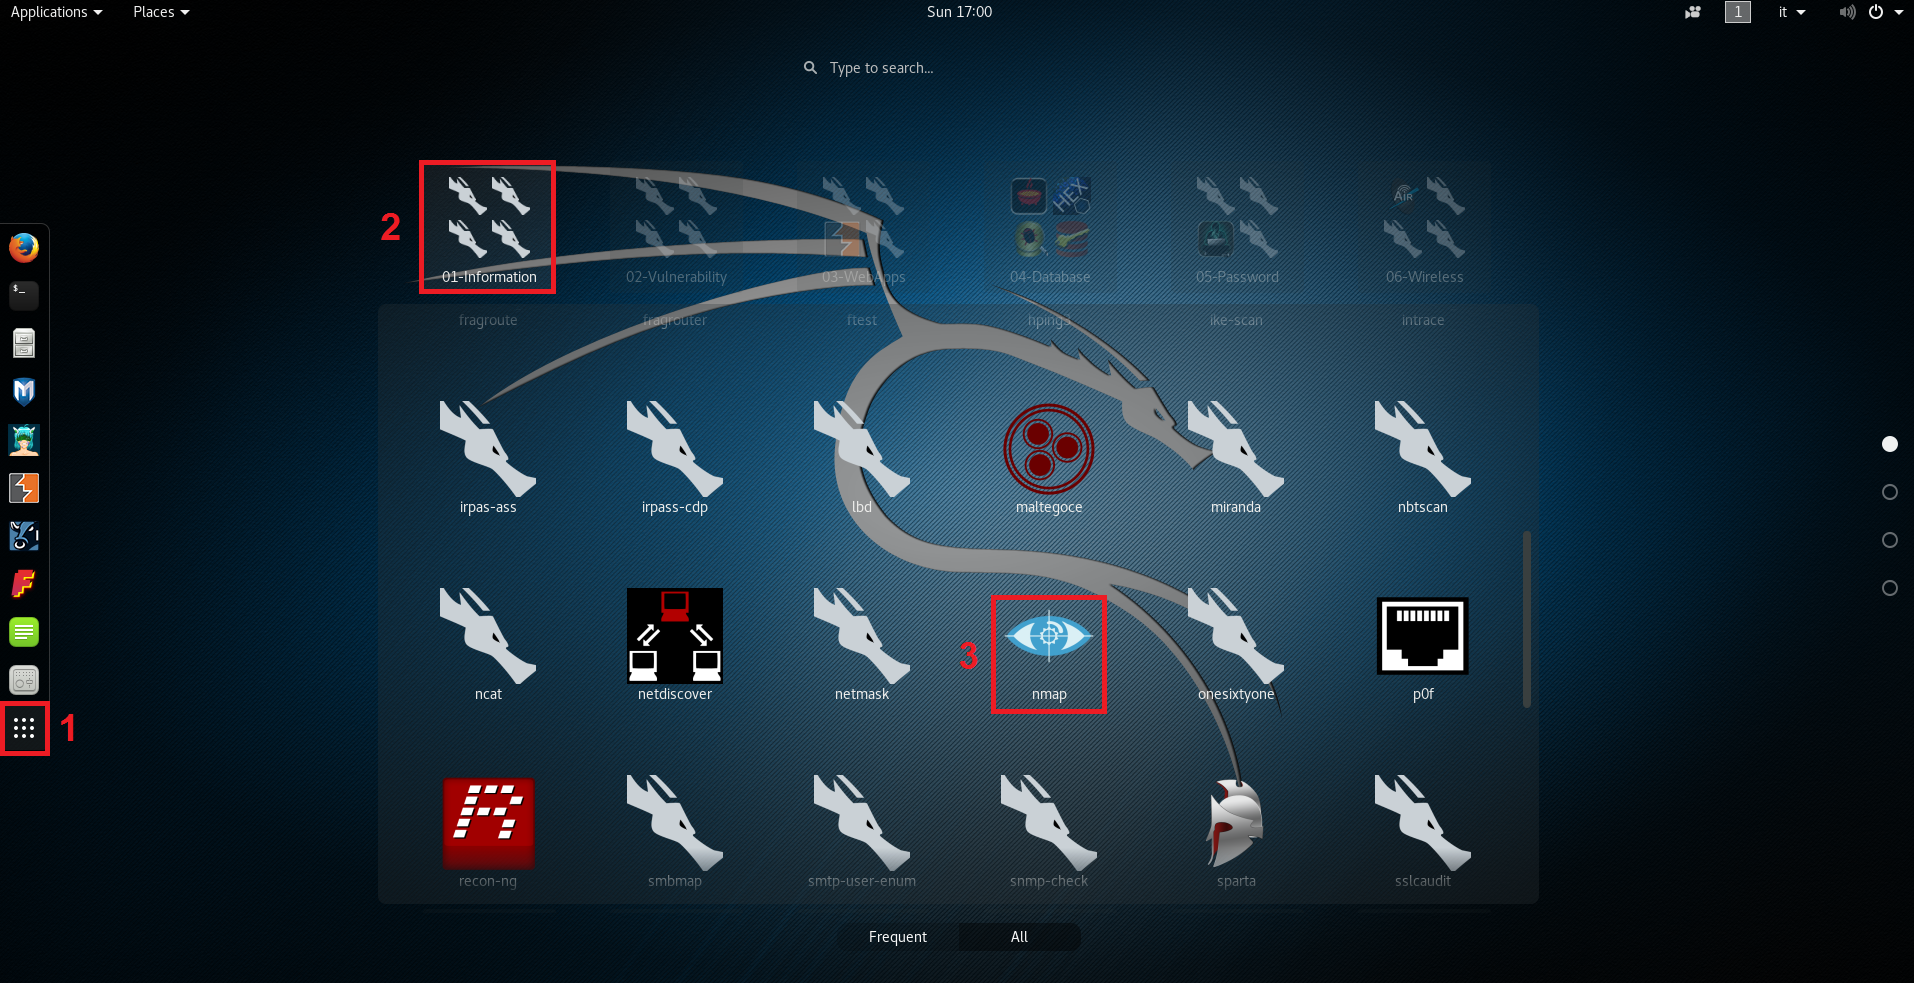 Applications Places Sun 17:00 1 it
Type to search...
2
01-Information 02-Vulnerability 03-WebApps 04-Database 05-Password 06-Wireless
fragroute fragrouter ftest hping3 ike-scan intrace
irpas-ass irpass-cdp lbd maltegoce miranda nbtscan
3
ncat netdiscover netmask nmap onesixtyone p0f
1
recon-ng smbmap smtp-user-enum snmp-check sparta sslcaudit
Frequent All